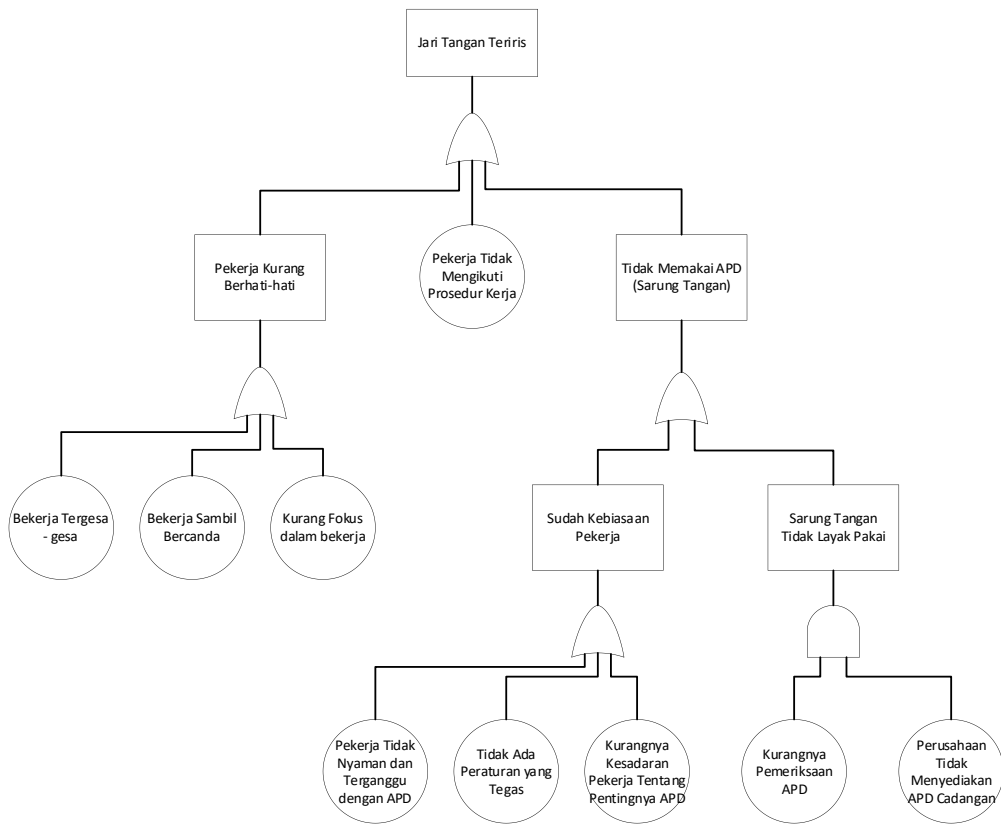 Jari Tangan Teriris
Pekerja Kurang
Berhati-hati
Pekerja Tidak
Mengikuti
Prosedur Kerja
Tidak Memakai APD
(Sarung Tangan)
Bekerja Tergesa
- gesa
Bekerja Sambil
Bercanda
Kurang Fokus
dalam bekerja
Sudah Kebiasaan
Pekerja
Sarung Tangan
Tidak Layak Pakai
Pekerja Tidak
Nyaman dan
Terganggu
dengan APD
Tidak Ada
Peraturan yang
Tegas
Kurangnya
Kesadaran
Pekerja Tentang
Pentingnya APD
Kurangnya
Pemeriksaan
APD
Perusahaan
Tidak
Menyediakan
APD Cadangan